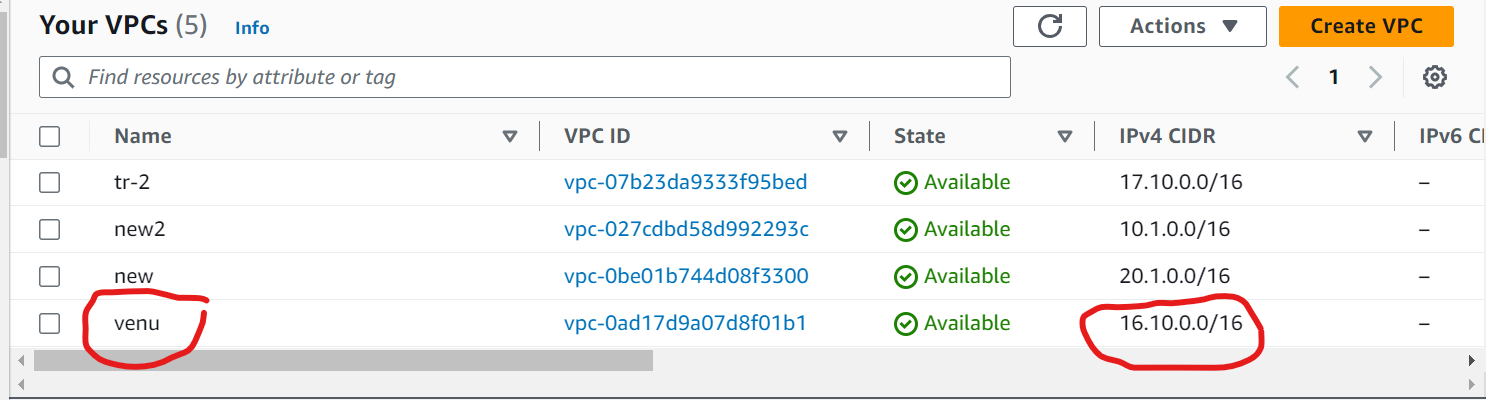 Your VPCs (5) Info Actions Create VPC
Find resources by attribute or tag 1
Name VPC ID State IPv4 CIDR IPv6 CI
tr-2 vpc-07b23da9333f95bed Available 17.10.0.0/16 –
new2 vpc-027cdbd58d992293c Available 10.1.0.0/16 –
new vpc-0be01b744d08f3300 Available 20.1.0.0/16 –
venu vpc-0ad17d9a07d8f01b1 Available 16.10.0.0/16 –